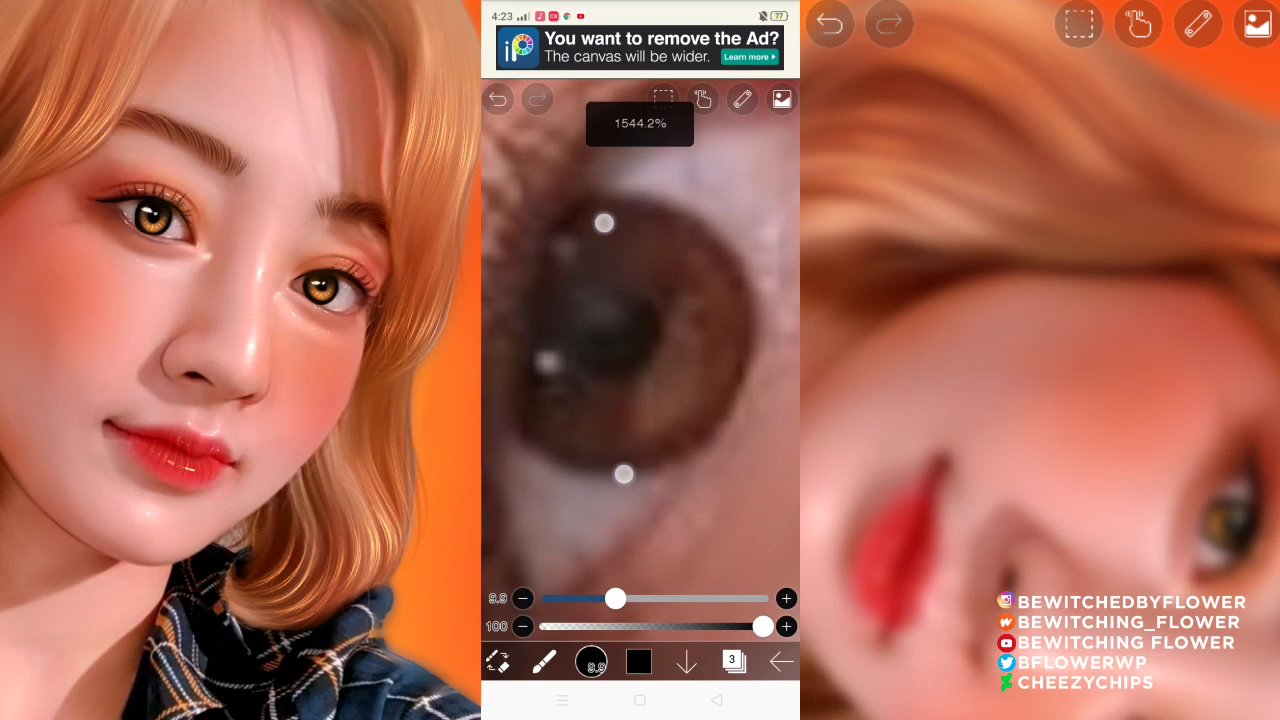 4:23
77
You want to remove the Ad?
The canvas will be wider.
Learn more
1544.2%
9.9
100
9.9
3
BEWITCHEDBYFLOWER
BEWITCHING_FLOWER
BEWITCHING FLOWER
BFLOWERWP
CHEEZYCHIPS